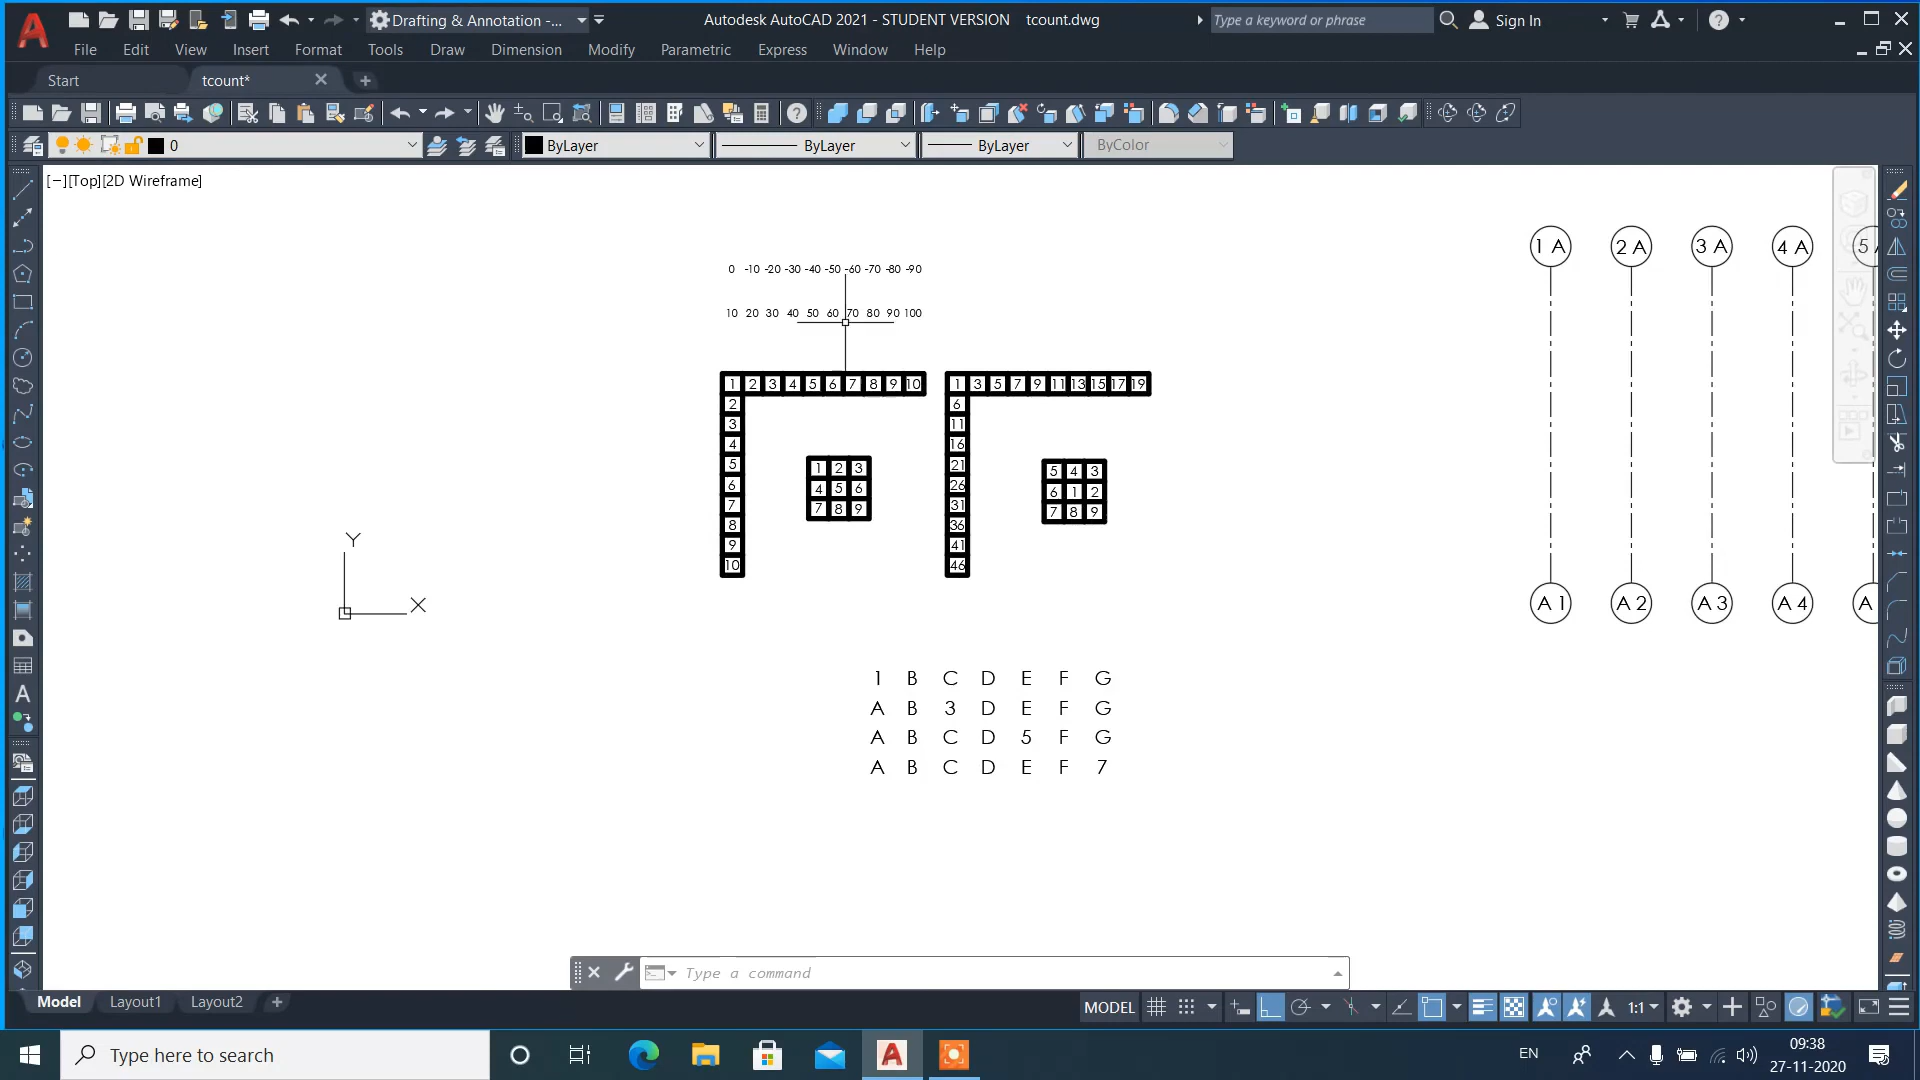 Drafting & Annotation -...
Autodesk AutoCAD 2021 - STUDENT VERSION tcount.dwg
Type a keyword or phrase
Sign In
File Edit View Insert Format Tools Draw Dimension Modify Parametric Express Window Help
Start
tcount*
0
ByLayer
ByLayer
ByLayer
ByColor
[−][Top][2D Wireframe]
0 -10 -20 -30 -40 -50 -60 -70 -80 -90
10 20 30 40 50 60 70 80 90 100
1 2 3 4 5 6 7 8 9 10
2
3
4
5
6
7
8
9
10
1 2 3
4 5 6
7 8 9
1 3 5 7 9 11 13 15 17 19
6
11
16
21
26
31
36
41
46
5 4 3
6 1 2
7 8 9
1 A 2 A 3 A 4 A 5
A 1 A 2 A 3 A 4 A
Y
X
1 B C D E F G
A B 3 D E F G
A B C D 5 F G
A B C D E F 7
Type a command
Model Layout1 Layout2
MODEL
1:1
Type here to search
EN
09:38
27-11-2020